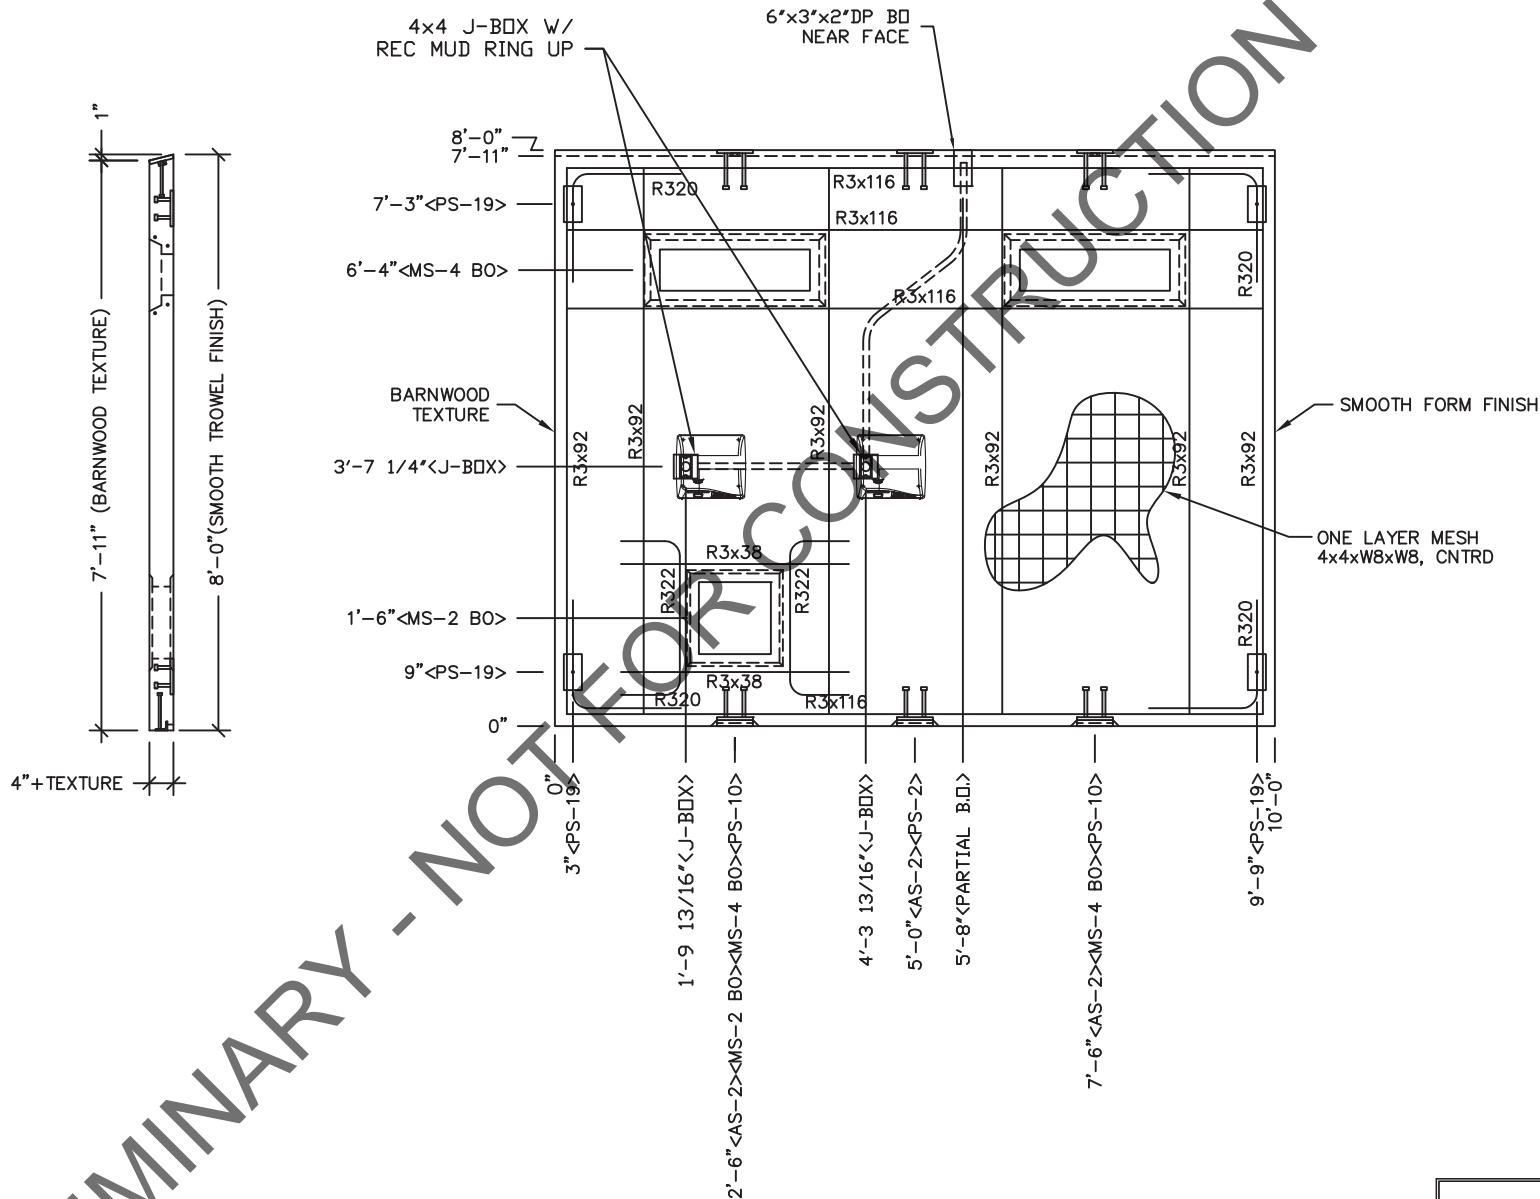 4x4 J-BOX W/
REC MUD RING UP
6"x3"x2"DP BO
NEAR FACE
1"
7'-11" (BARNWOOD TEXTURE)
8'-0"(SMOOTH TROWEL FINISH)
4"+TEXTURE
8'-0"
7'-11"
7'-3"<PS-19>
6'-4"<MS-4 BO>
BARNWOOD
TEXTURE
3'-7 1/4"<J-BOX>
1'-6"<MS-2 BO>
9"<PS-19>
0"
R320
R3x116
R3x116
R3x116
R320
R3x92
R3x92
R3x92
R3x92
R3x92
R3x92
SMOOTH FORM FINISH
ONE LAYER MESH
4x4xW8xW8, CNTRD
R3x38
R322
R322
R3x38
R320
R3x116
R320
0"
3"<PS-19>
1'-9 13/16"<J-BOX>
2'-6"<AS-2><MS-2 BO><MS-4 BO><PS-10>
4'-3 13/16"<J-BOX>
5'-0"<AS-2><PS-2>
5'-8"<PARTIAL B.O.>
7'-6"<AS-2><MS-4 BO><PS-10>
9'-9"<PS-19>
10'-0"
MINARY - NOT FOR CONSTRUCTION